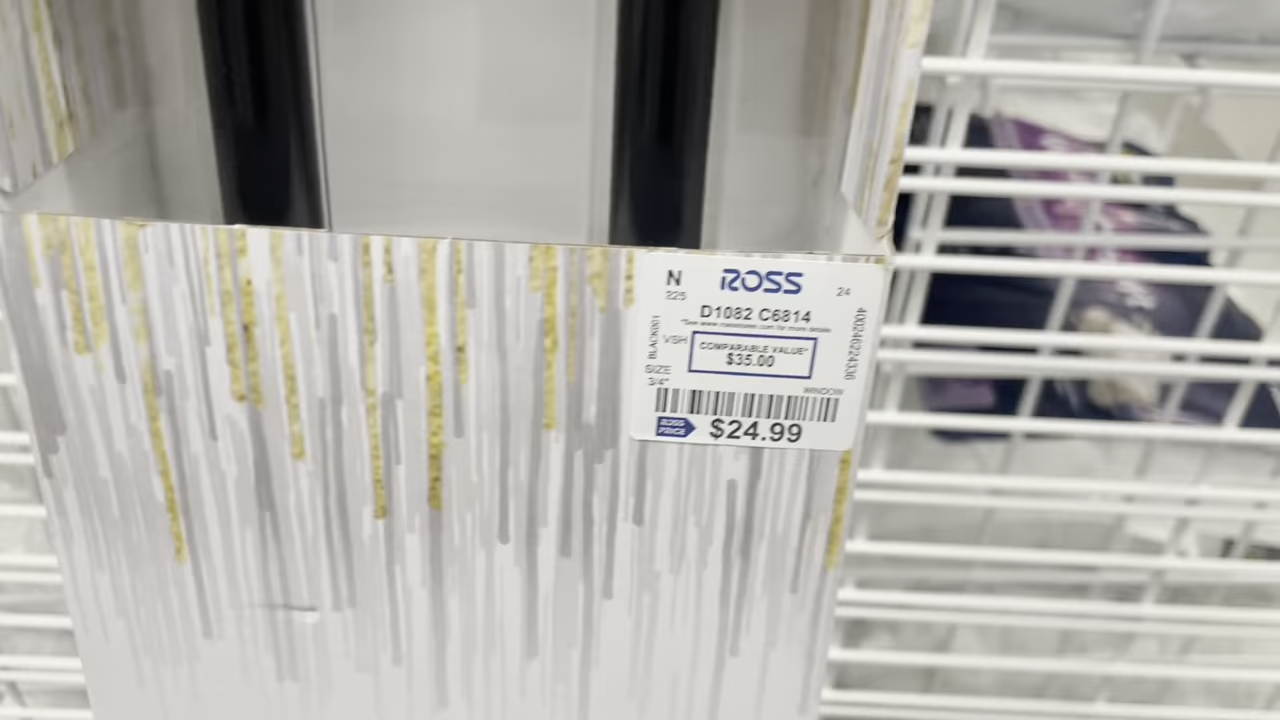 N ROSS
225 24
D1082 C6814
*See www.rossstores.com for more details
BLACK001
VSH
COMPARABLE VALUE*
$35.00
400246224336
SIZE
3/4"
WINDOW
ROSS
PRICE
$24.99